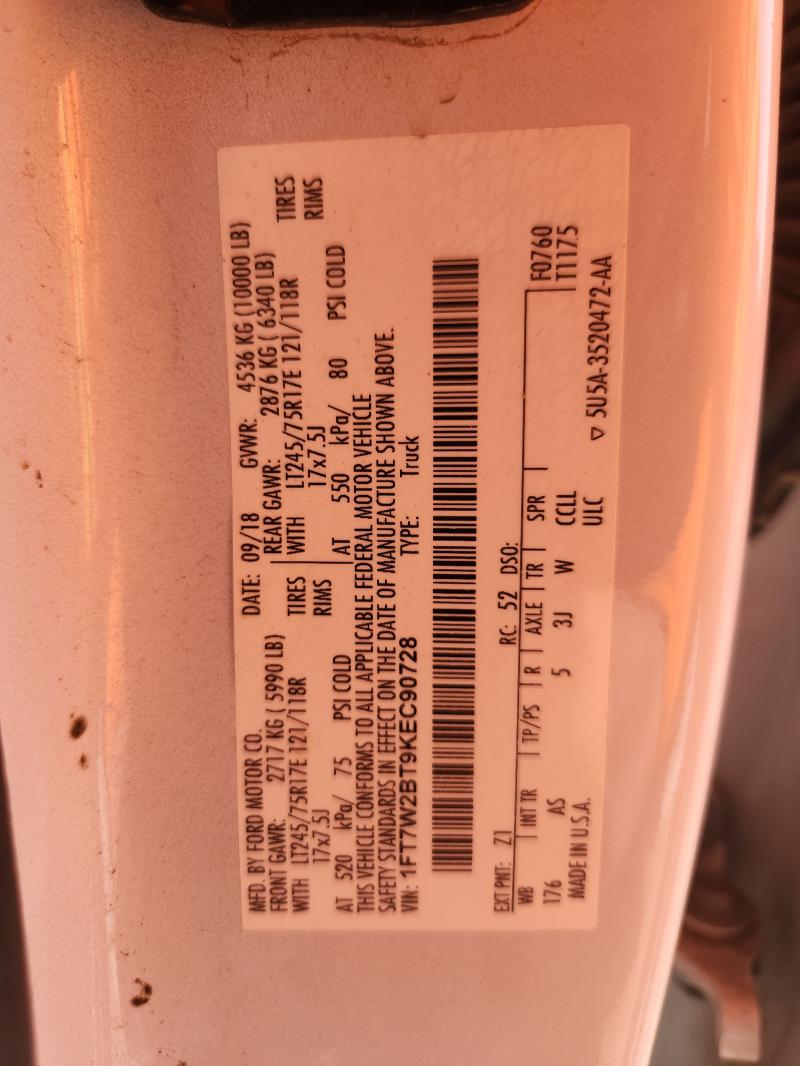 MFD. BY FORD MOTOR CO. DATE: 09/18 GVWR: 4536 KG (10000 LB)
FRONT GAWR: 2717 KG ( 5990 LB) REAR GAWR: 2876 KG ( 6340 LB)
WITH LT245/75R17E 121/118R TIRES WITH LT245/75R17E 121/118R TIRES
17x7.5J RIMS 17x7.5J RIMS
AT 520 kPa/ 75 PSI COLD AT 550 kPa/ 80 PSI COLD
THIS VEHICLE CONFORMS TO ALL APPLICABLE FEDERAL MOTOR VEHICLE
SAFETY STANDARDS IN EFFECT ON THE DATE OF MANUFACTURE SHOWN ABOVE.
VIN: 1FT7W2BT9KEC90728 TYPE: Truck
EXT PNT: Z1 RC: 52 DSO:
WB INT TR TP/PS R AXLE TR SPR F0760
176 AS 5 3J W CCLL T117.5
MADE IN U.S.A. ULC
▽ 5U5A-3520472-AA